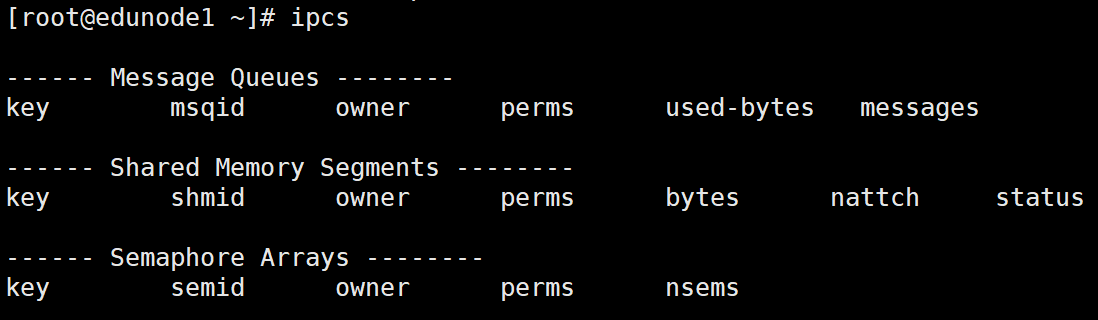 [root@edunode1 ~]# ipcs
------ Message Queues --------
key        msqid      owner      perms      used-bytes   messages
------ Shared Memory Segments --------
key        shmid      owner      perms      bytes      nattch     status
------ Semaphore Arrays --------
key        semid      owner      perms      nsems